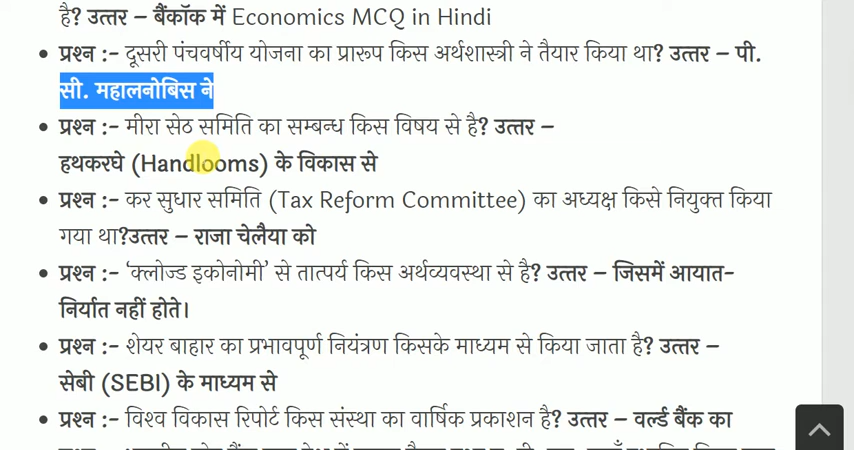 है? उत्तर – बैंकॉक में Economics MCQ in Hindi
प्रश्न :- दूसरी पंचवर्षीय योजना का प्रारूप किस अर्थशास्त्री ने तैयार किया था? उत्तर – पी.
सी. महालनोबिस ने
प्रश्न :- मीरा सेठ समिति का सम्बन्ध किस विषय से है? उत्तर –
हथकरघे (Handlooms) के विकास से
प्रश्न :- कर सुधार समिति (Tax Reform Committee) का अध्यक्ष किसे नियुक्त किया
गया था?उत्तर – राजा चेलैया को
प्रश्न :- ‘क्लोज्ड इकोनोमी’ से तात्पर्य किस अर्थव्यवस्था से है? उत्तर – जिसमें आयात-
निर्यात नहीं होते।
प्रश्न :- शेयर बाहार का प्रभावपूर्ण नियंत्रण किसके माध्यम से किया जाता है? उत्तर –
सेबी (SEBI) के माध्यम से
प्रश्न :- विश्व विकास रिपोर्ट किस संस्था का वार्षिक प्रकाशन है? उत्तर – वर्ल्ड बैंक का